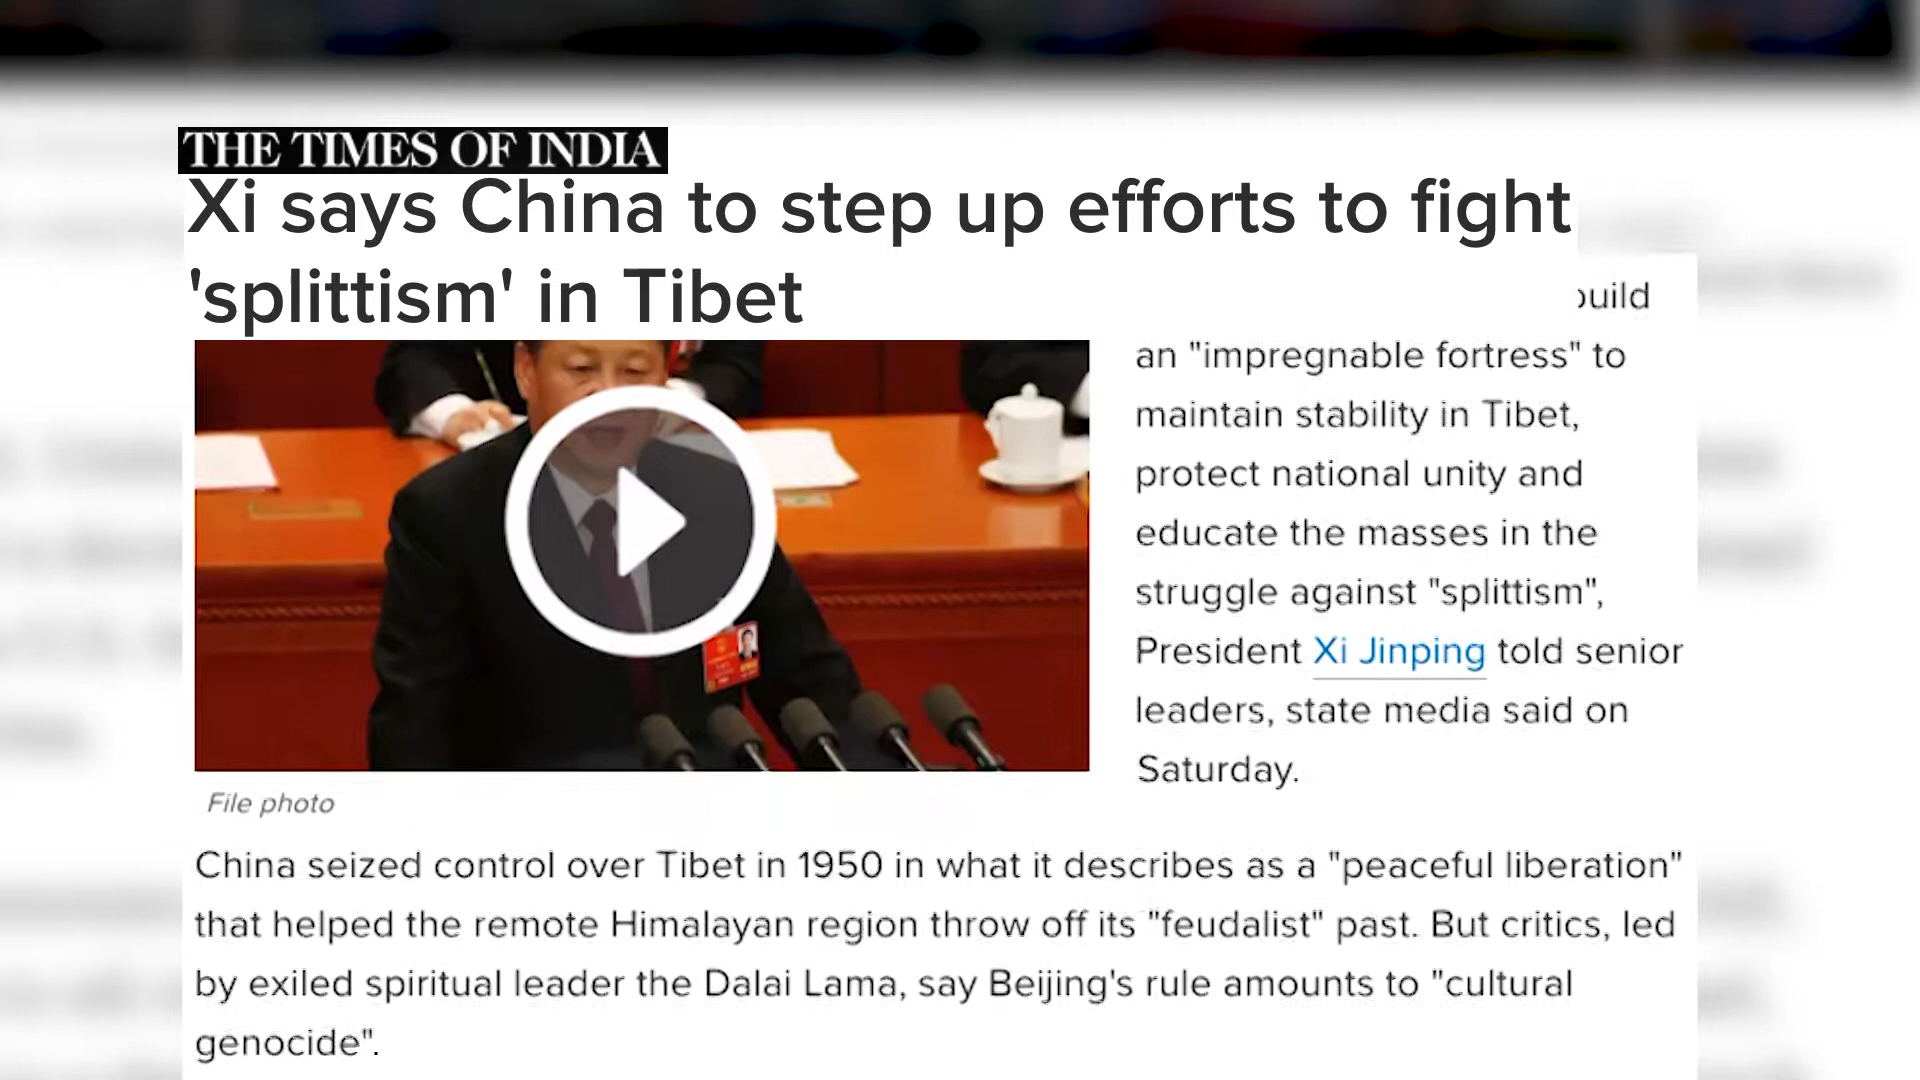 THE TIMES OF INDIA
Xi says China to step up efforts to fight
'splittism' in Tibet
an "impregnable fortress" to
maintain stability in Tibet,
protect national unity and
educate the masses in the
struggle against "splittism",
President Xi Jinping told senior
leaders, state media said on
Saturday.
File photo
China seized control over Tibet in 1950 in what it describes as a "peaceful liberation"
that helped the remote Himalayan region throw off its "feudalist" past. But critics, led
by exiled spiritual leader the Dalai Lama, say Beijing's rule amounts to "cultural
genocide".